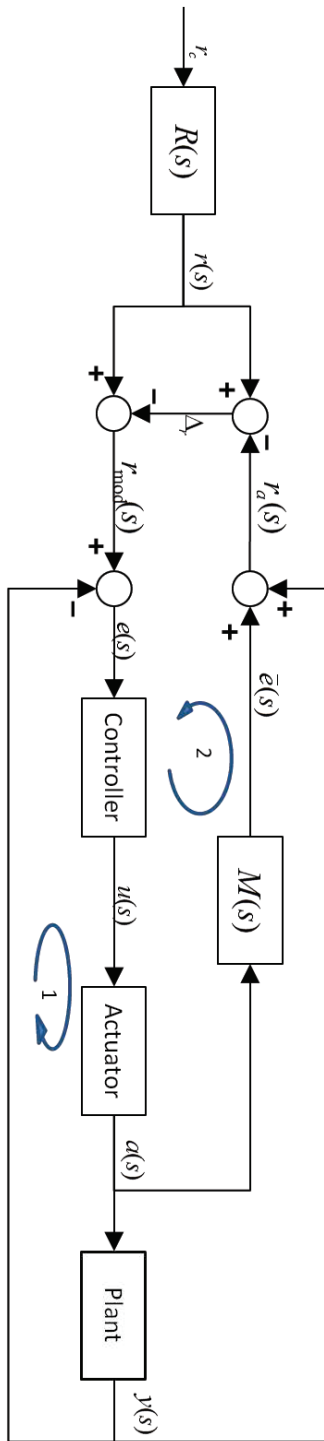 r_c
R(s)
r(s)
+
-
r_a(s)
+
+
ē(s)
M(s)
-
Δ_r
+
r_mod(s)
+
-
e(s)
Controller
2
u(s)
1
Actuator
a(s)
Plant
y(s)